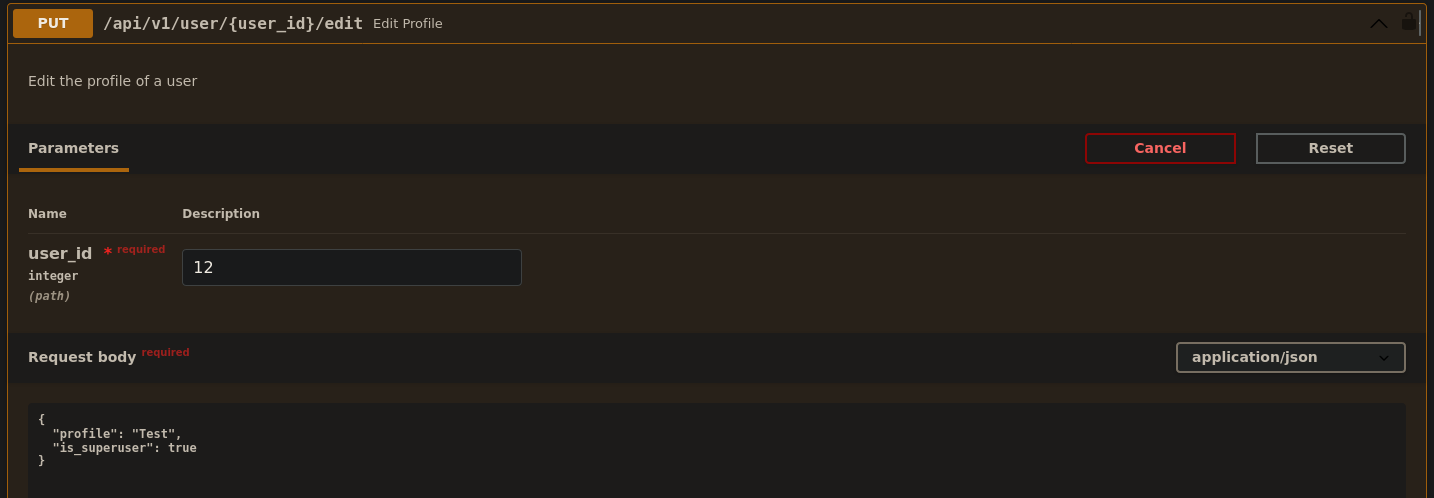 PUT /api/v1/user/{user_id}/edit Edit Profile
Edit the profile of a user
Parameters Cancel Reset
Name Description
user_id * required 12
integer
(path)
Request body required application/json
{
  "profile": "Test",
  "is_superuser": true
}